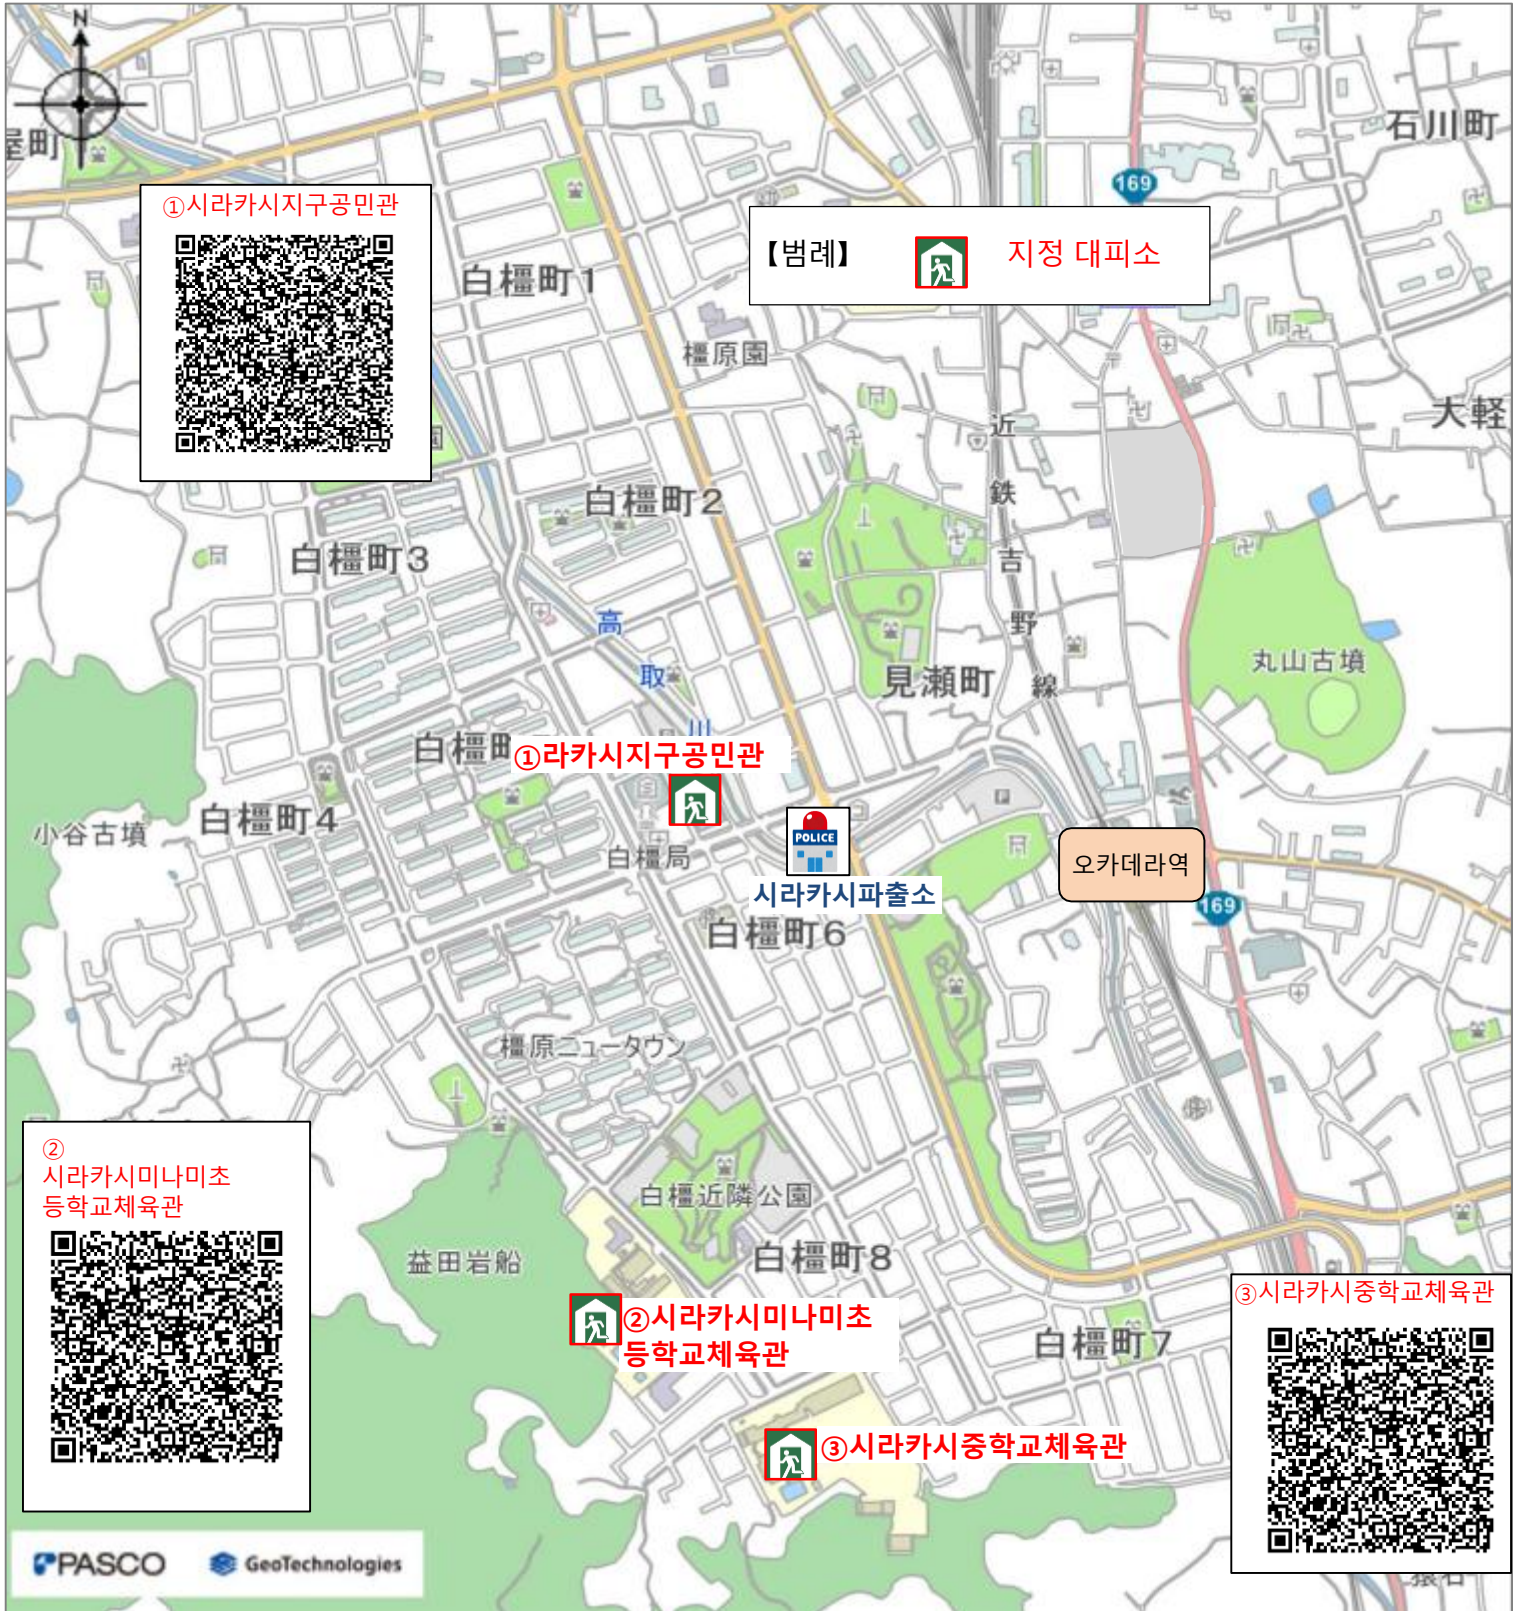 N
屋町
石川町
169
①시라카시지구공민관
【범례】
지정 대피소
白橿町1
橿原園
大軽
近鉄吉野線
白橿町2
白橿町3
高取川
見瀬町
丸山古墳
白橿町
①라카시지구공민관
白橿町4
小谷古墳
白橿局
POLICE
시라카시파출소
오카데라역
169
白橿町6
橿原ニュータウン
②
시라카시미나미초
등학교체육관
白橿近隣公園
益田岩船
白橿町8
②시라카시미나미초
등학교체육관
③시라카시중학교체육관
白橿町7
③시라카시중학교체육관
PASCO
GeoTechnologies